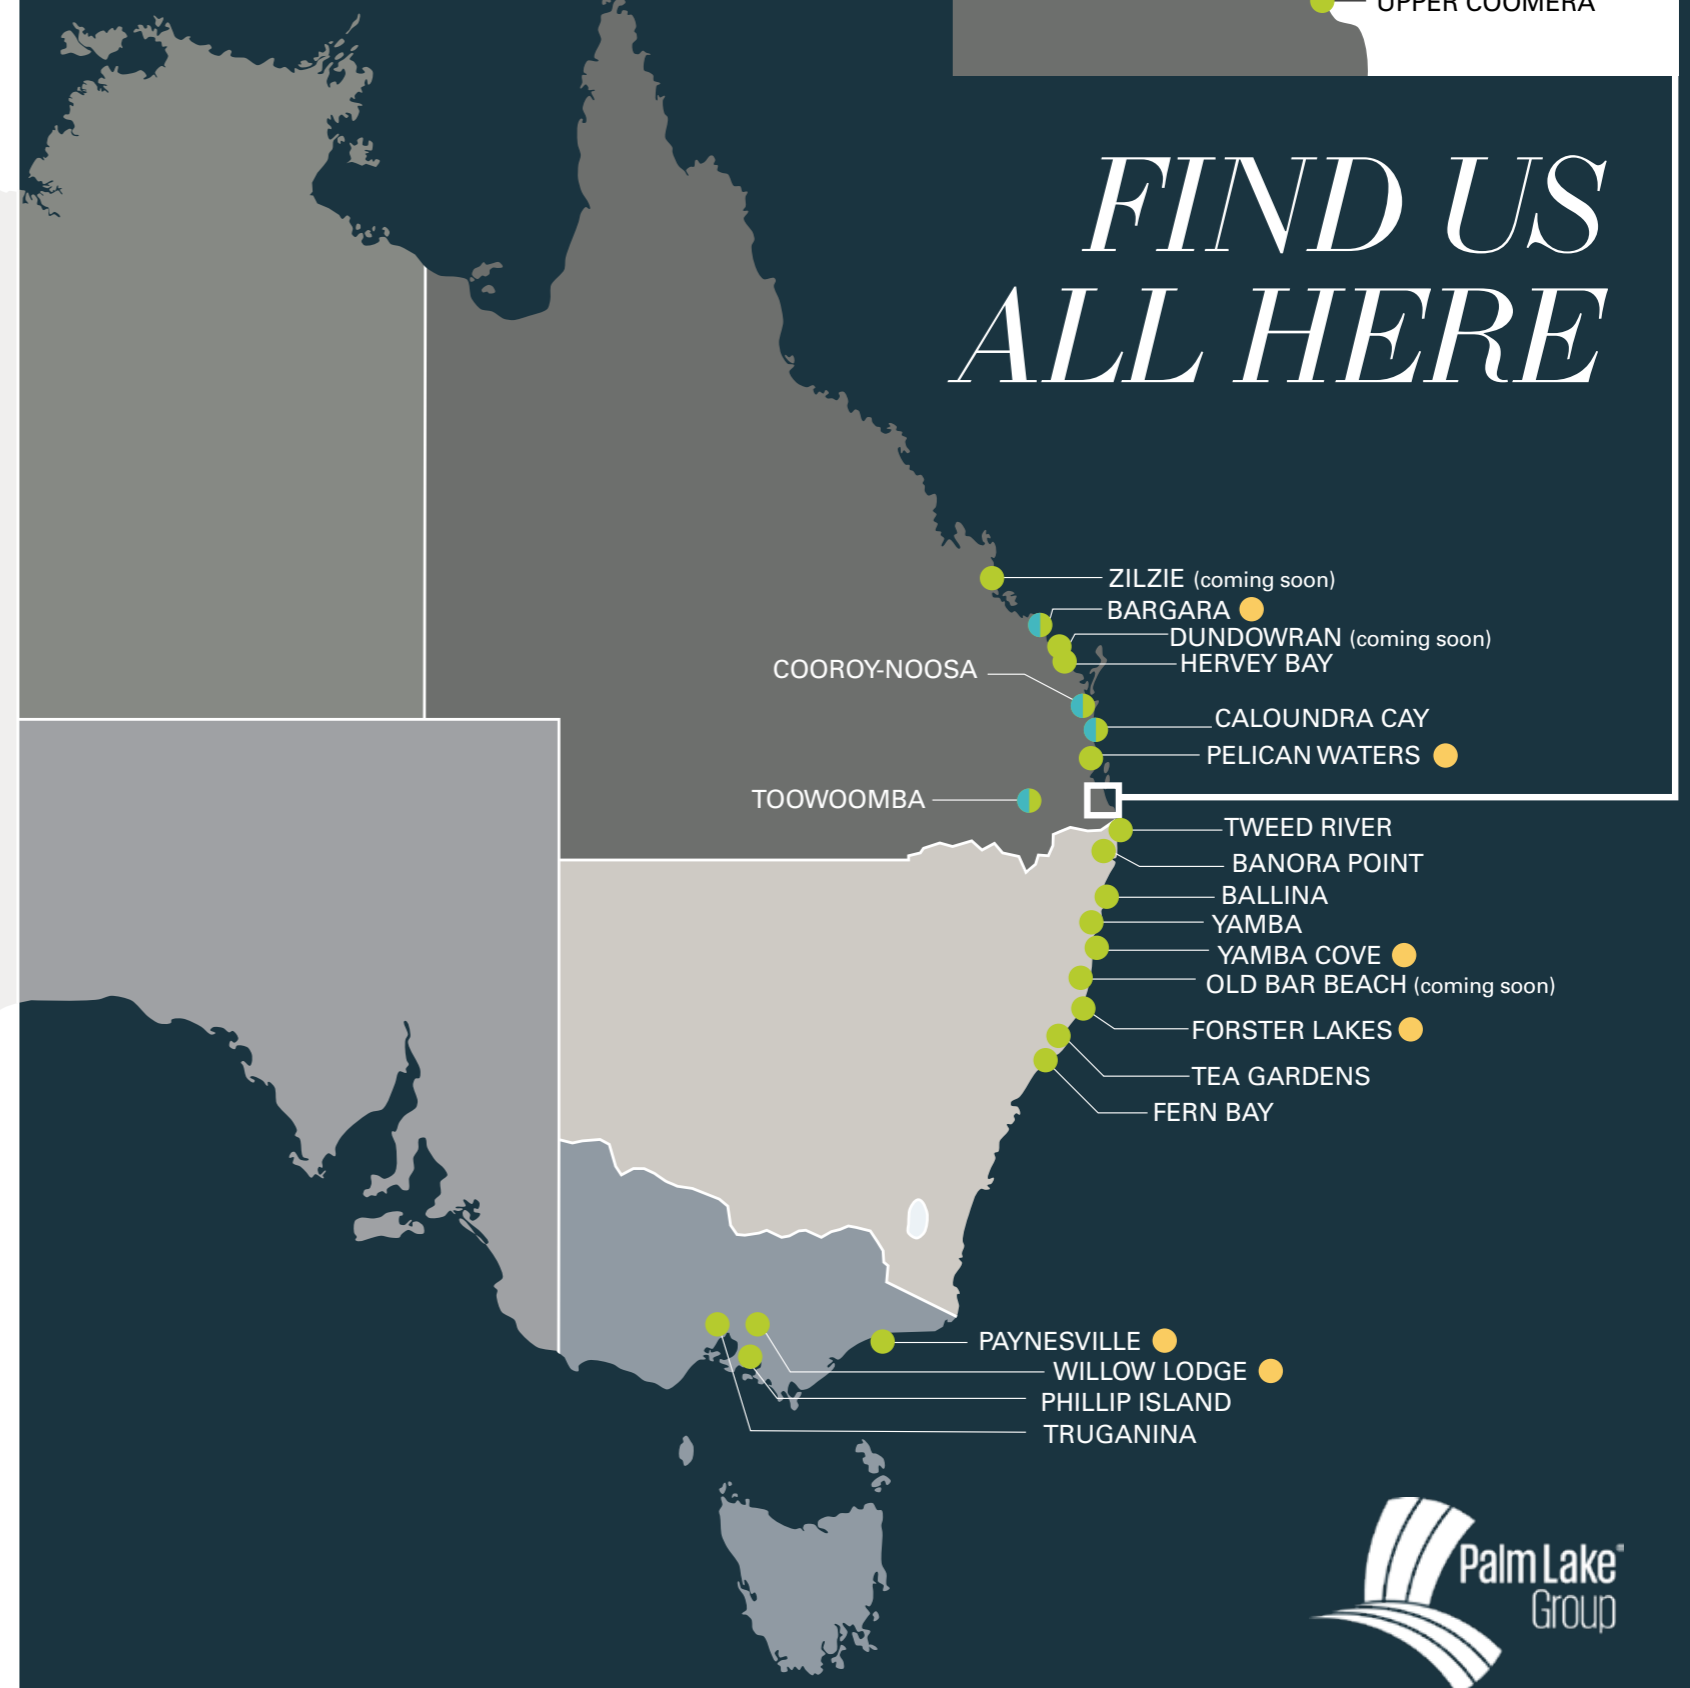 UPPER COOMERA
FIND US
ALL HERE
ZILZIE (coming soon)
BARGARA
DUNDOWRAN (coming soon)
HERVEY BAY
COOROY-NOOSA
CALOUNDRA CAY
PELICAN WATERS
TOOWOOMBA
TWEED RIVER
BANORA POINT
BALLINA
YAMBA
YAMBA COVE
OLD BAR BEACH (coming soon)
FORSTER LAKES
TEA GARDENS
FERN BAY
PAYNESVILLE
WILLOW LODGE
PHILLIP ISLAND
TRUGANINA
Palm Lake
Group